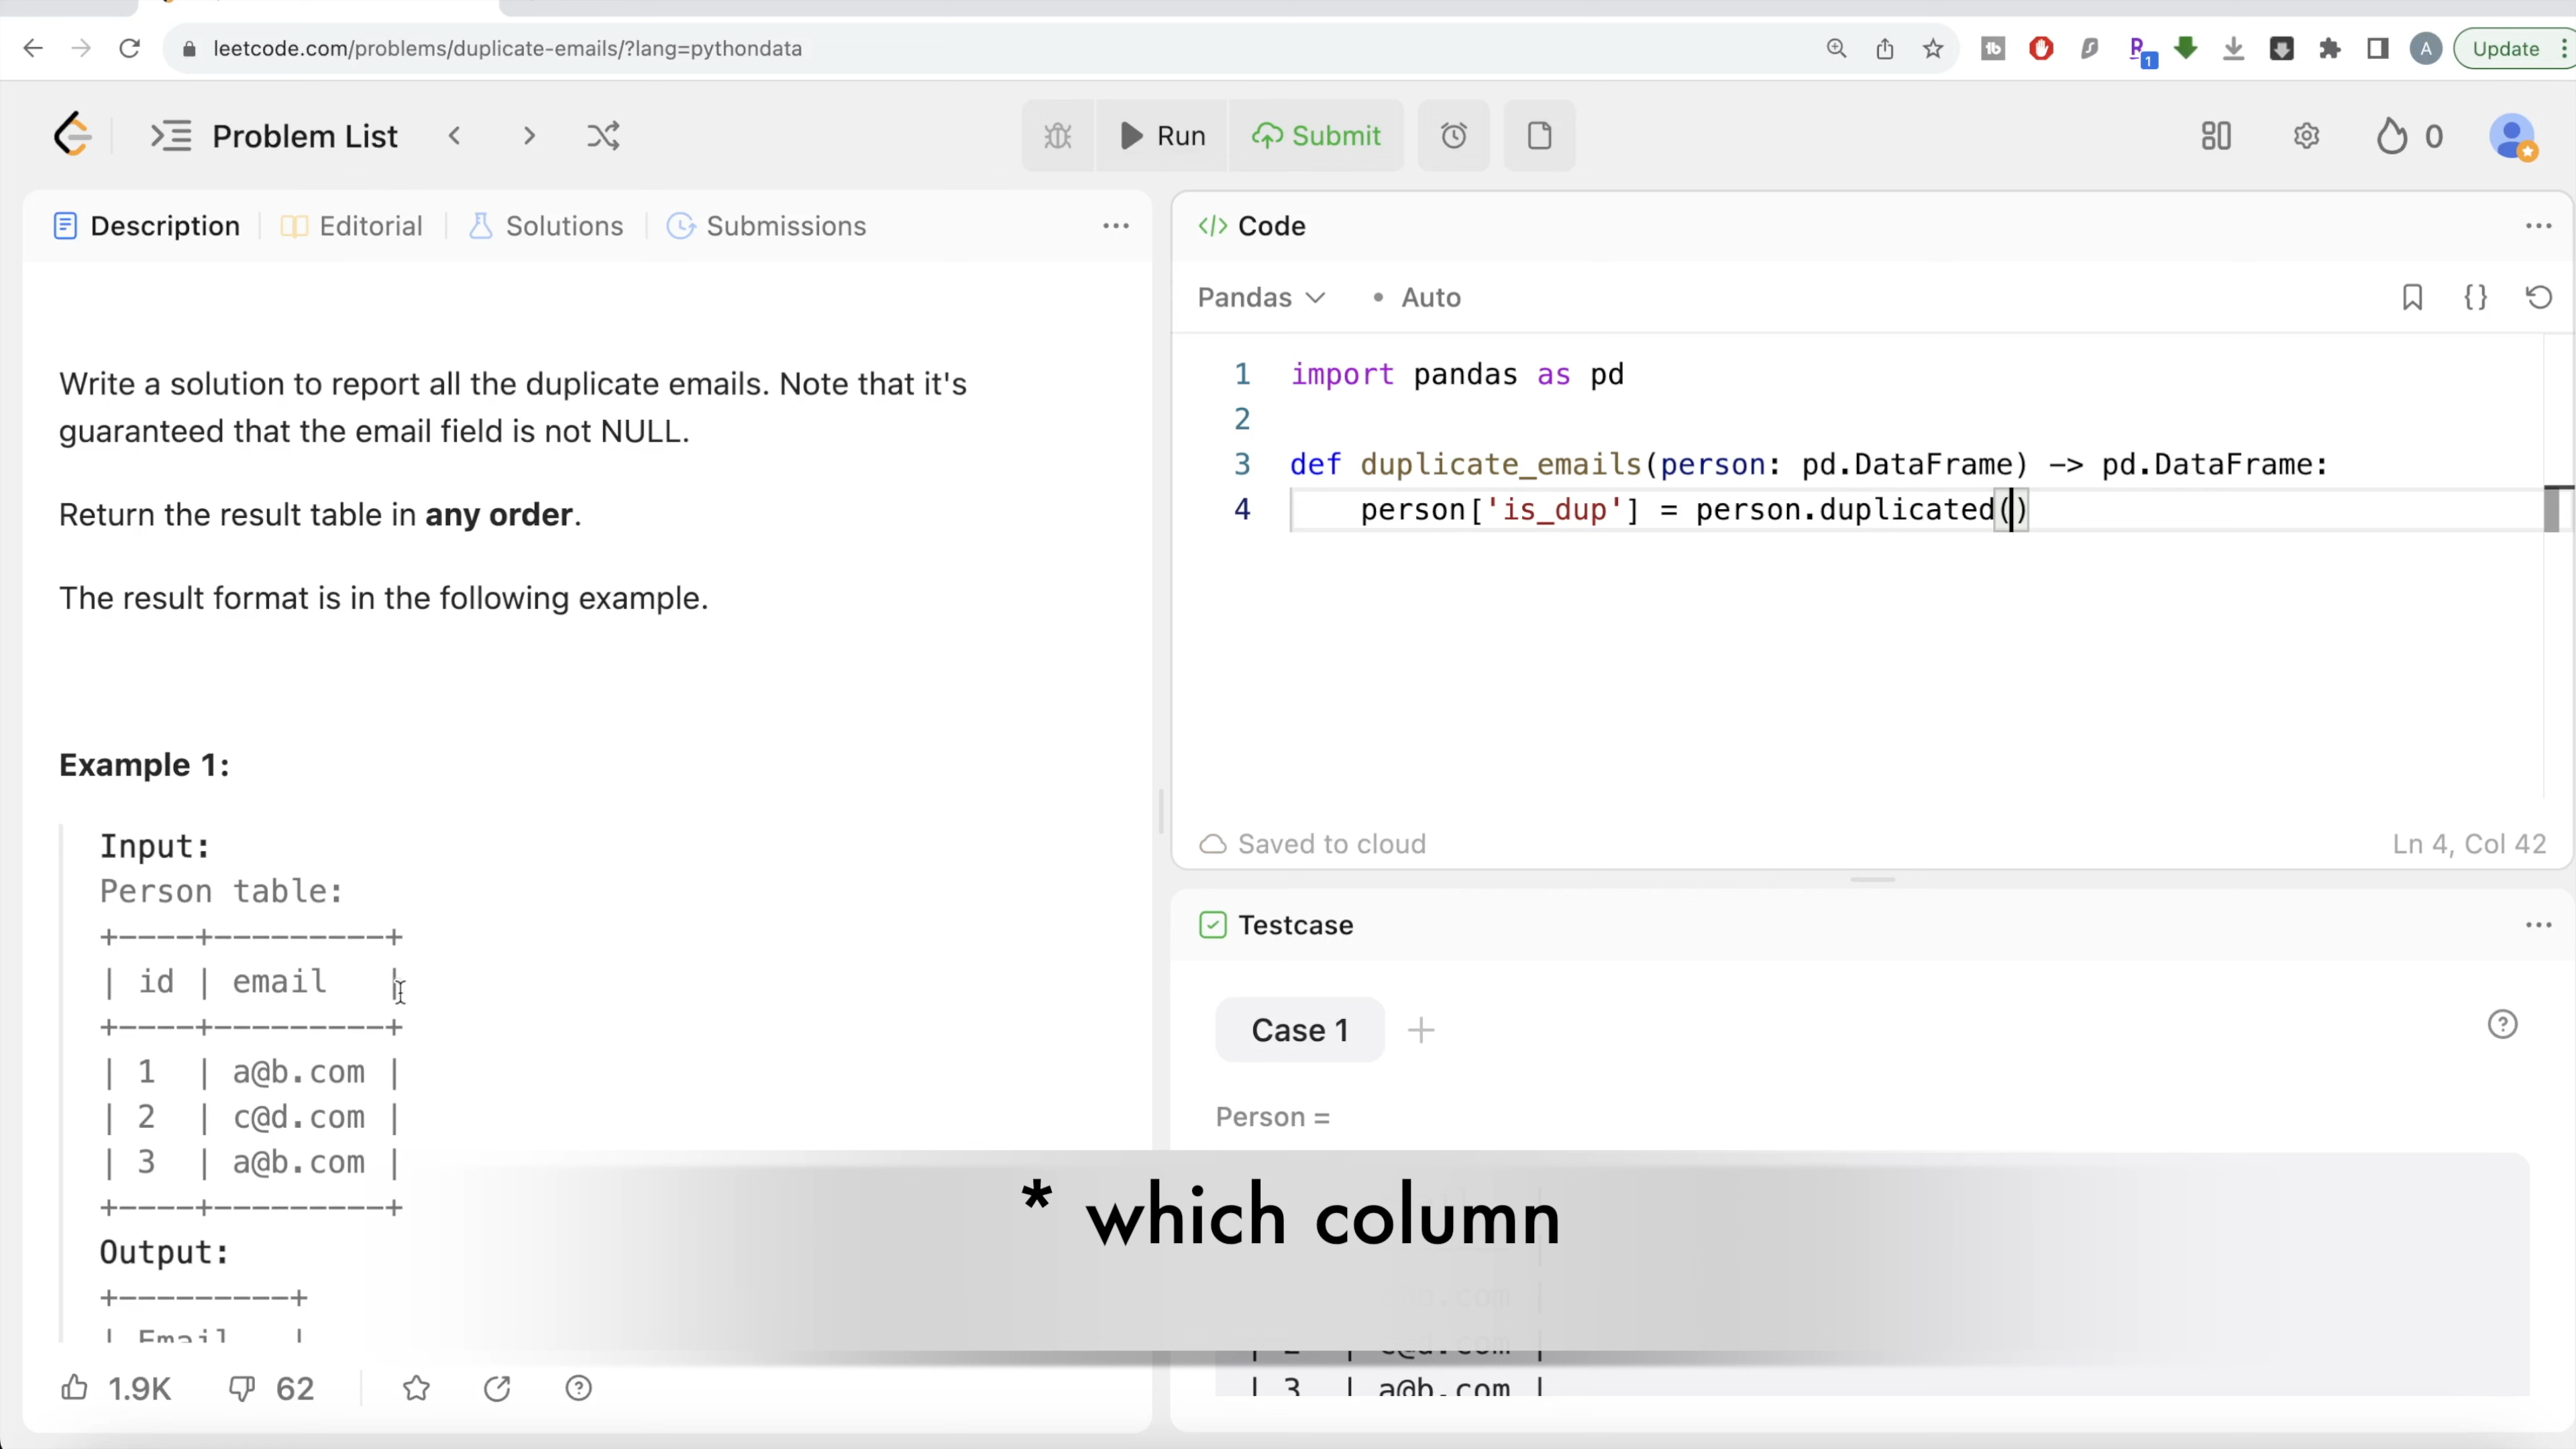 leetcode.com/problems/duplicate-emails/?lang=pythondata
1
A
Update
Problem List
Run
Submit
0
Description
Editorial
Solutions
Submissions
Write a solution to report all the duplicate emails. Note that it's
guaranteed that the email field is not NULL.
Return the result table in any order.
The result format is in the following example.
Example 1:
Input:
Person table:
+----+---------+
| id | email   |
+----+---------+
| 1  | a@b.com |
| 2  | c@d.com |
| 3  | a@b.com |
+----+---------+
Output:
+---------+
| Email   |
1.9K
62
</> Code
Pandas
Auto
1 import pandas as pd
2
3 def duplicate_emails(person: pd.DataFrame) -> pd.DataFrame:
4     person['is_dup'] = person.duplicated()
Saved to cloud
Ln 4, Col 42
Testcase
Case 1
Person =
* which column
| 2  | c@d.com |
| 3  | a@b.com |